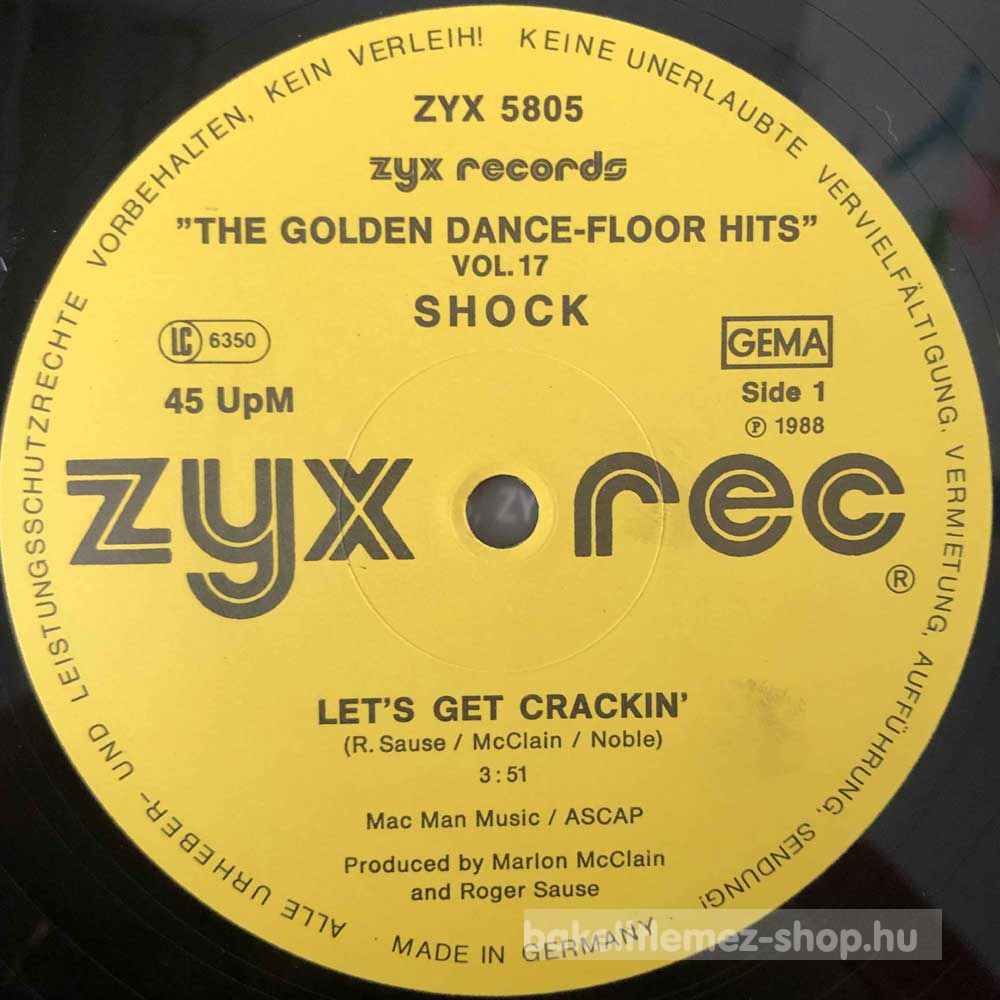 ALLE URHEBER- UND LEISTUNGSSCHUTZRECHTE VORBEHALTEN, KEIN VERLEIH! KEINE UNERLAUBTE VERVIELFÄLTIGUNG, VERMIETUNG, AUFFÜHRUNG, SENDUNG!
ZYX 5805
zyx records
"THE GOLDEN DANCE-FLOOR HITS"
VOL. 17
SHOCK
LC 6350
GEMA
45 UpM
Side 1
℗ 1988
zyx rec ®
LET'S GET CRACKIN'
(R. Sause / McClain / Noble)
3:51
Mac Man Music / ASCAP
Produced by Marlon McClain
and Roger Sause
MADE IN GERMANY
bakelitlemez-shop.hu